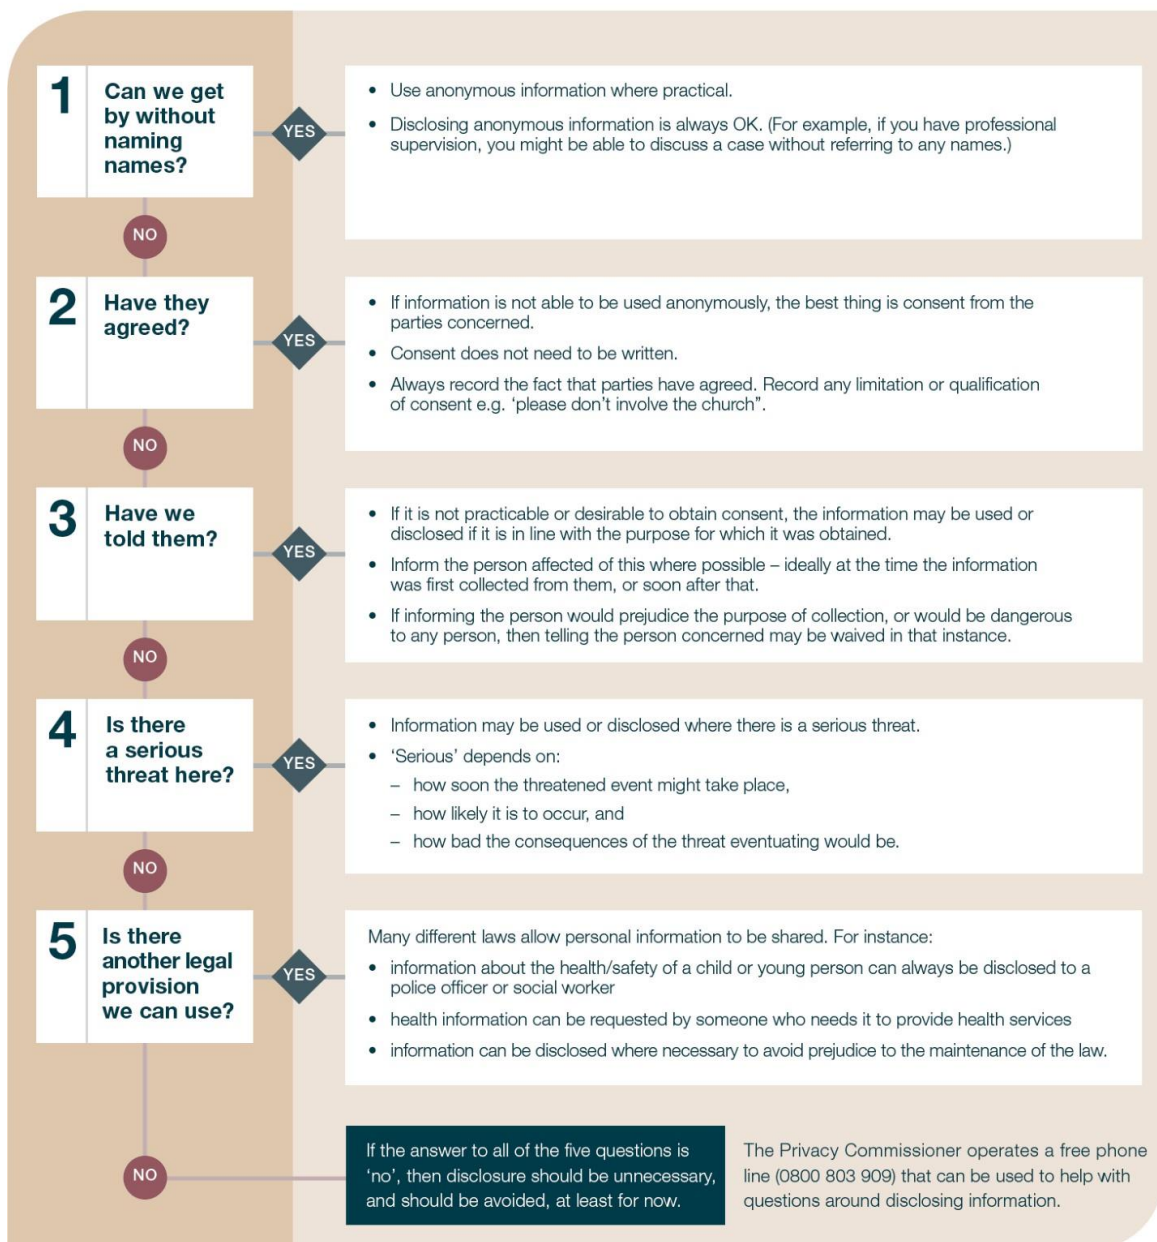 1
Can we get
by without
naming
names?
YES
• Use anonymous information where practical.
• Disclosing anonymous information is always OK. (For example, if you have professional
supervision, you might be able to discuss a case without referring to any names.)
NO
2
Have they
agreed?
YES
• If information is not able to be used anonymously, the best thing is consent from the
parties concerned.
• Consent does not need to be written.
• Always record the fact that parties have agreed. Record any limitation or qualification
of consent e.g. ‘please don’t involve the church”.
NO
3
Have we
told them?
YES
• If it is not practicable or desirable to obtain consent, the information may be used or
disclosed if it is in line with the purpose for which it was obtained.
• Inform the person affected of this where possible – ideally at the time the information
was first collected from them, or soon after that.
• If informing the person would prejudice the purpose of collection, or would be dangerous
to any person, then telling the person concerned may be waived in that instance.
NO
4
Is there
a serious
threat here?
YES
• Information may be used or disclosed where there is a serious threat.
• ‘Serious’ depends on:
– how soon the threatened event might take place,
– how likely it is to occur, and
– how bad the consequences of the threat eventuating would be.
NO
5
Is there
another legal
provision
we can use?
YES
Many different laws allow personal information to be shared. For instance:
• information about the health/safety of a child or young person can always be disclosed to a
police officer or social worker
• health information can be requested by someone who needs it to provide health services
• information can be disclosed where necessary to avoid prejudice to the maintenance of the law.
NO
If the answer to all of the five questions is
‘no’, then disclosure should be unnecessary,
and should be avoided, at least for now.
The Privacy Commissioner operates a free phone
line (0800 803 909) that can be used to help with
questions around disclosing information.